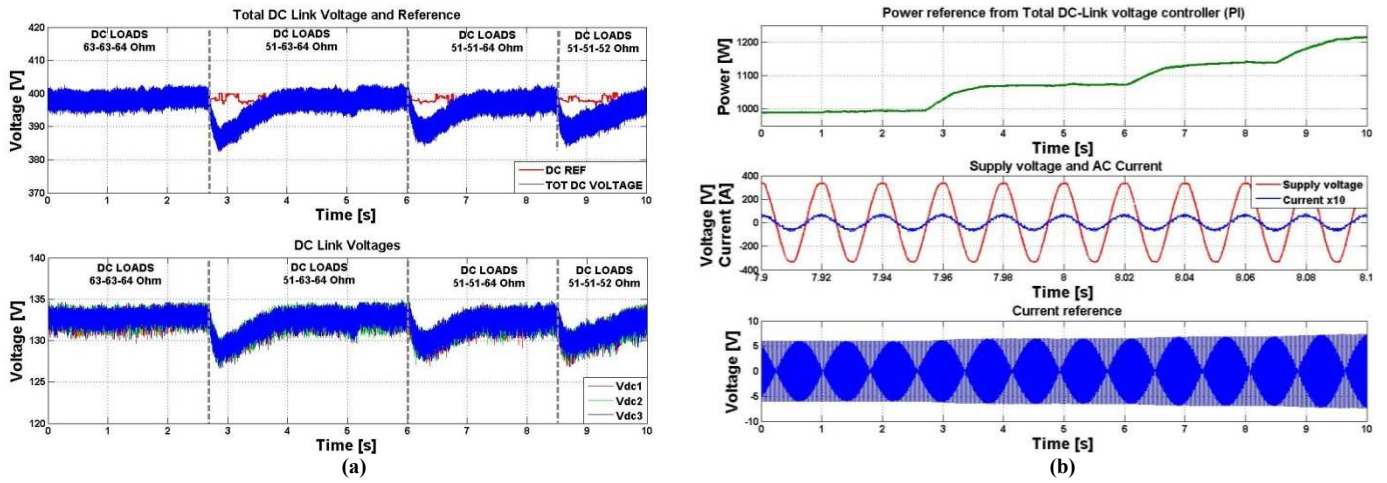 Total DC Link Voltage and Reference
420
410
400
390
380
370
Voltage [V]
DC LOADS
63-63-64 Ohm
DC LOADS
51-63-64 Ohm
DC LOADS
51-51-64 Ohm
DC LOADS
51-51-52 Ohm
DC REF
TOT DC VOLTAGE
0 1 2 3 4 5 6 7 8 9 10
Time [s]
DC Link Voltages
140
135
130
125
120
Voltage [V]
DC LOADS
63-63-64 Ohm
DC LOADS
51-63-64 Ohm
DC LOADS
51-51-64 Ohm
DC LOADS
51-51-52 Ohm
Vdc1
Vdc2
Vdc3
0 1 2 3 4 5 6 7 8 9 10
Time [s]
(a)
Power reference from Total DC-Link voltage controller (PI)
1200
1100
1000
Power [W]
0 1 2 3 4 5 6 7 8 9 10
Time [s]
Supply voltage and AC Current
400
200
0
-200
-400
Voltage [V]
Current [A]
Supply voltage
Current x10
7.9 7.92 7.94 7.96 7.98 8 8.02 8.04 8.06 8.08 8.1
Time [s]
Current reference
10
5
0
-5
-10
Voltage [V]
0 1 2 3 4 5 6 7 8 9 10
Time [s]
(b)